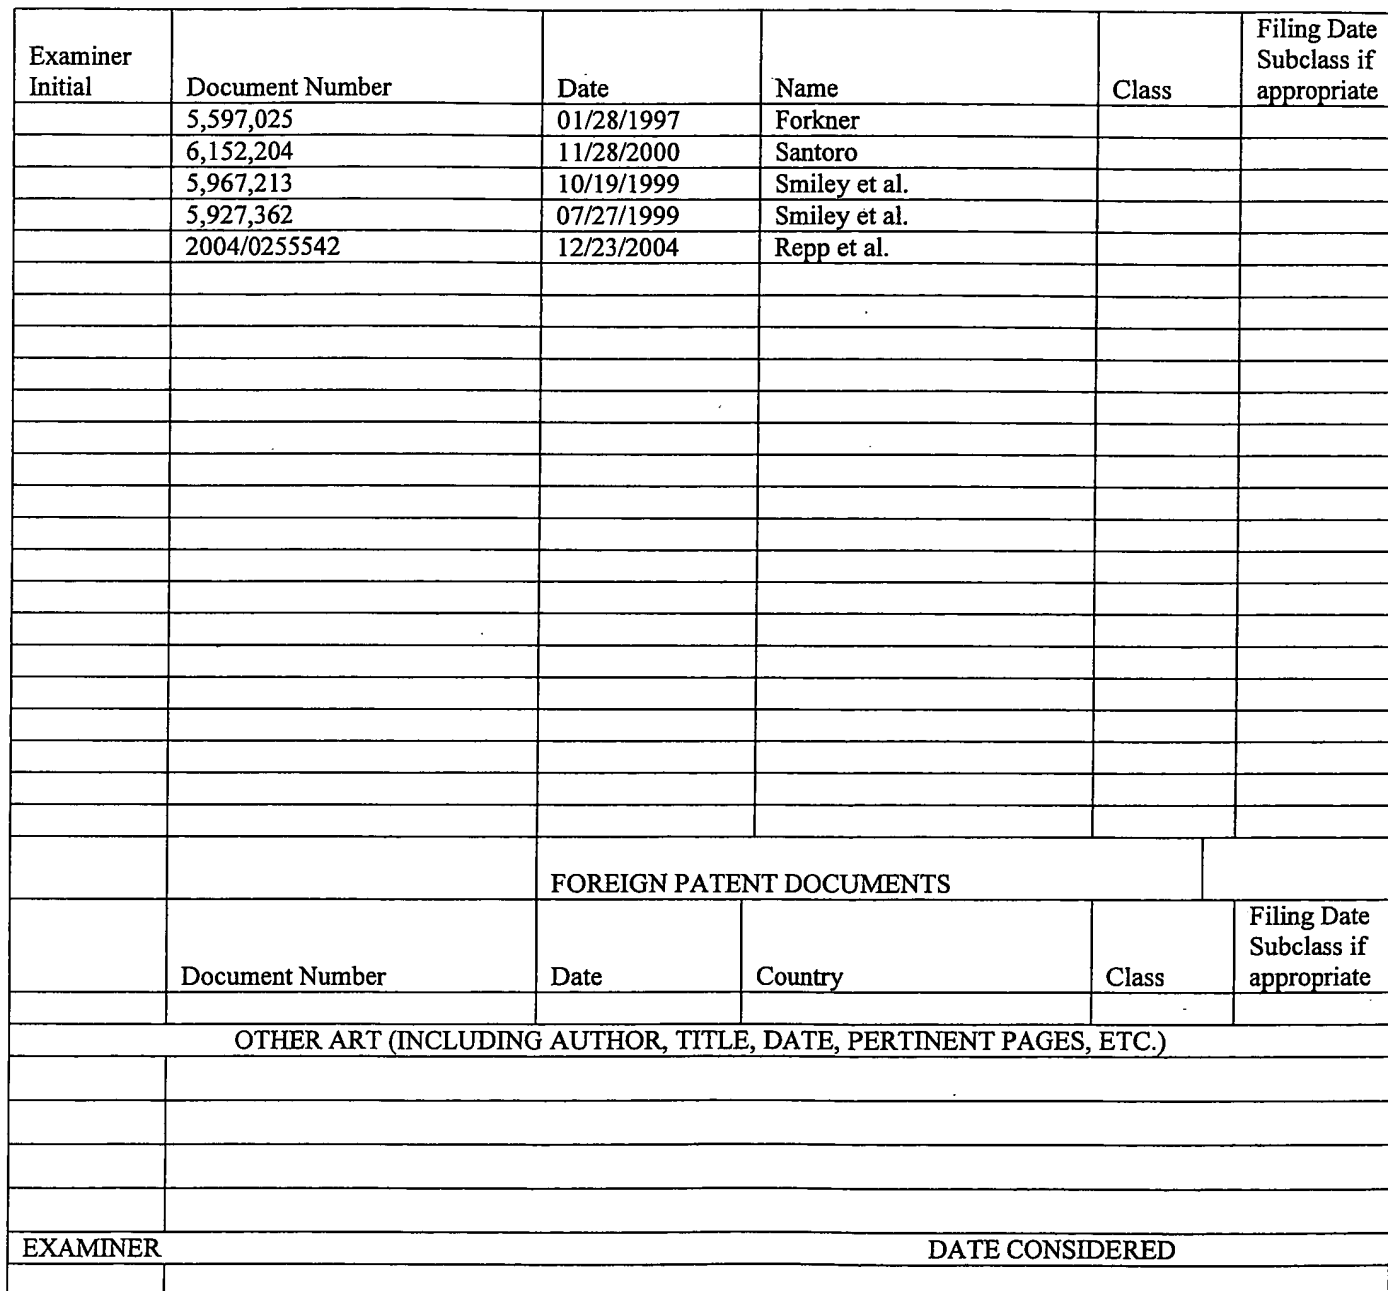 Examiner Initial Document Number Date Name Class Filing Date Subclass if appropriate
5,597,025 01/28/1997 Forkner
6,152,204 11/28/2000 Santoro
5,967,213 10/19/1999 Smiley et al.
5,927,362 07/27/1999 Smiley et al.
2004/0255542 12/23/2004 Repp et al.
FOREIGN PATENT DOCUMENTS
Document Number Date Country Class Filing Date Subclass if appropriate
OTHER ART (INCLUDING AUTHOR, TITLE, DATE, PERTINENT PAGES, ETC.)
EXAMINER DATE CONSIDERED